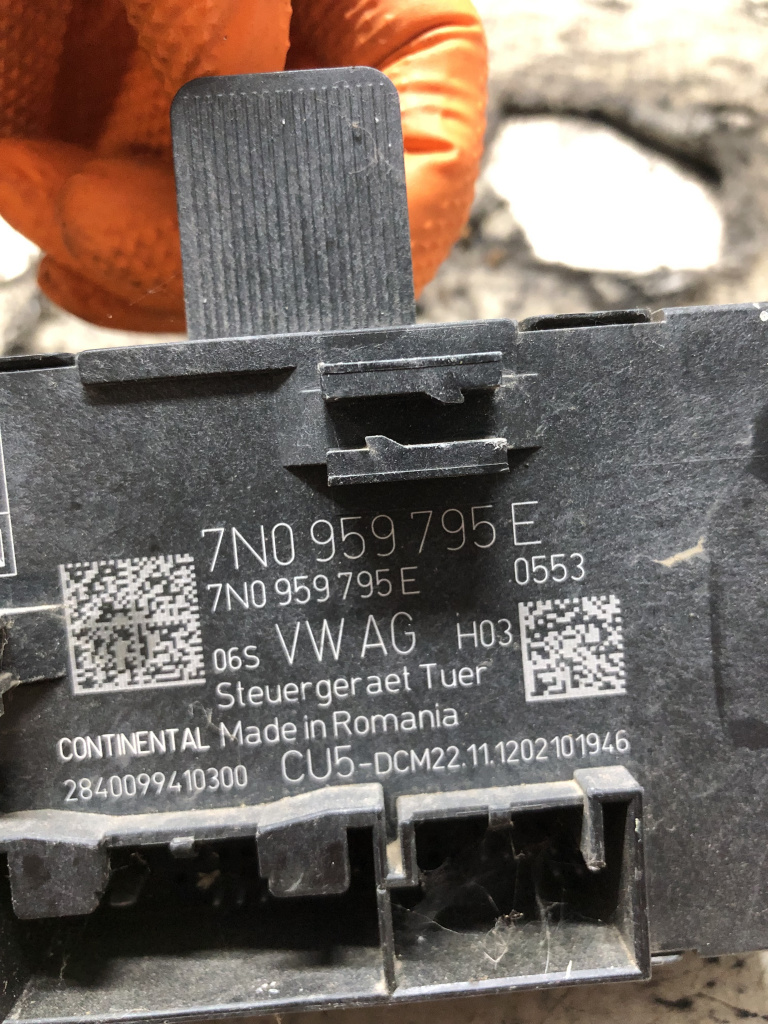 7N0 959 795 E
7N0 959 795 E 0553
06S VW AG H03
Steuergeraet Tuer
CONTINENTAL Made in Romania
2840099410300 CU5-DCM22.11.1202101946